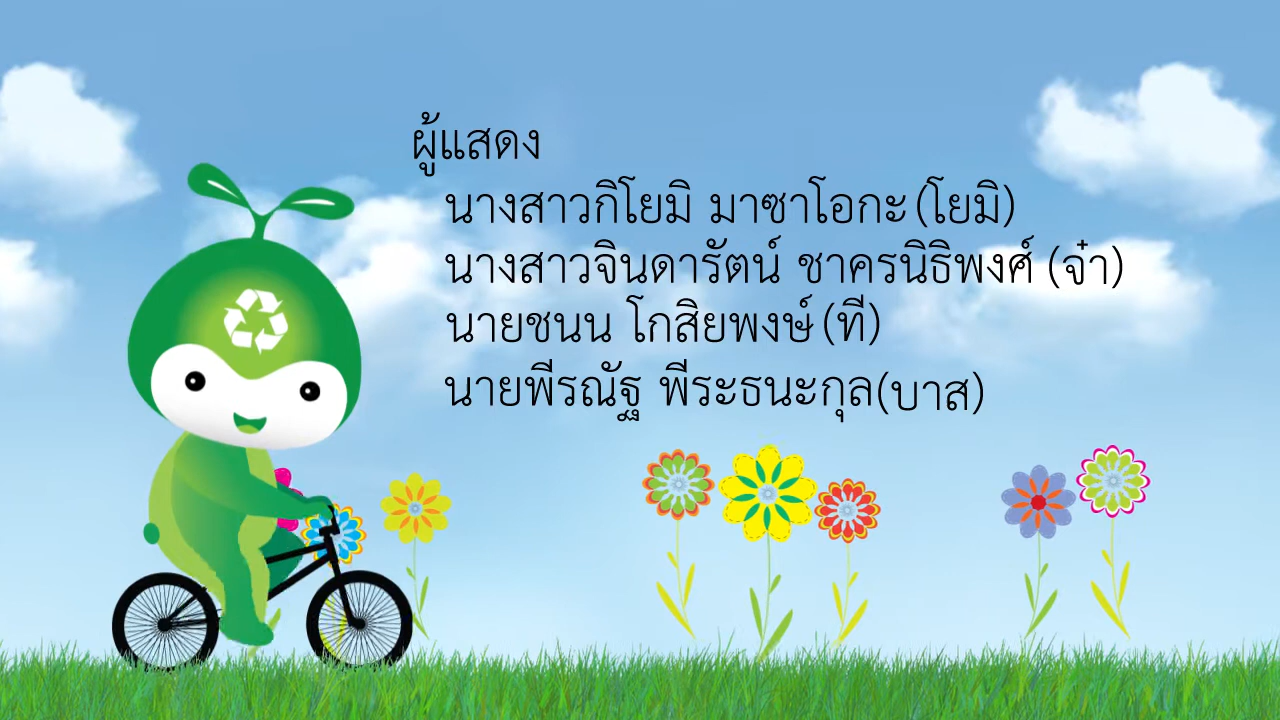 ผู้แสดง
นางสาวกิโยมิ มาซาโอกะ (โยมิ)
นางสาวจินดารัตน์ ชาครนิธิพงศ์ (จ๋า)
นายชนน โกสิยพงษ์ (ที)
นายพีรณัฐ พีระธนะกุล(บาส)